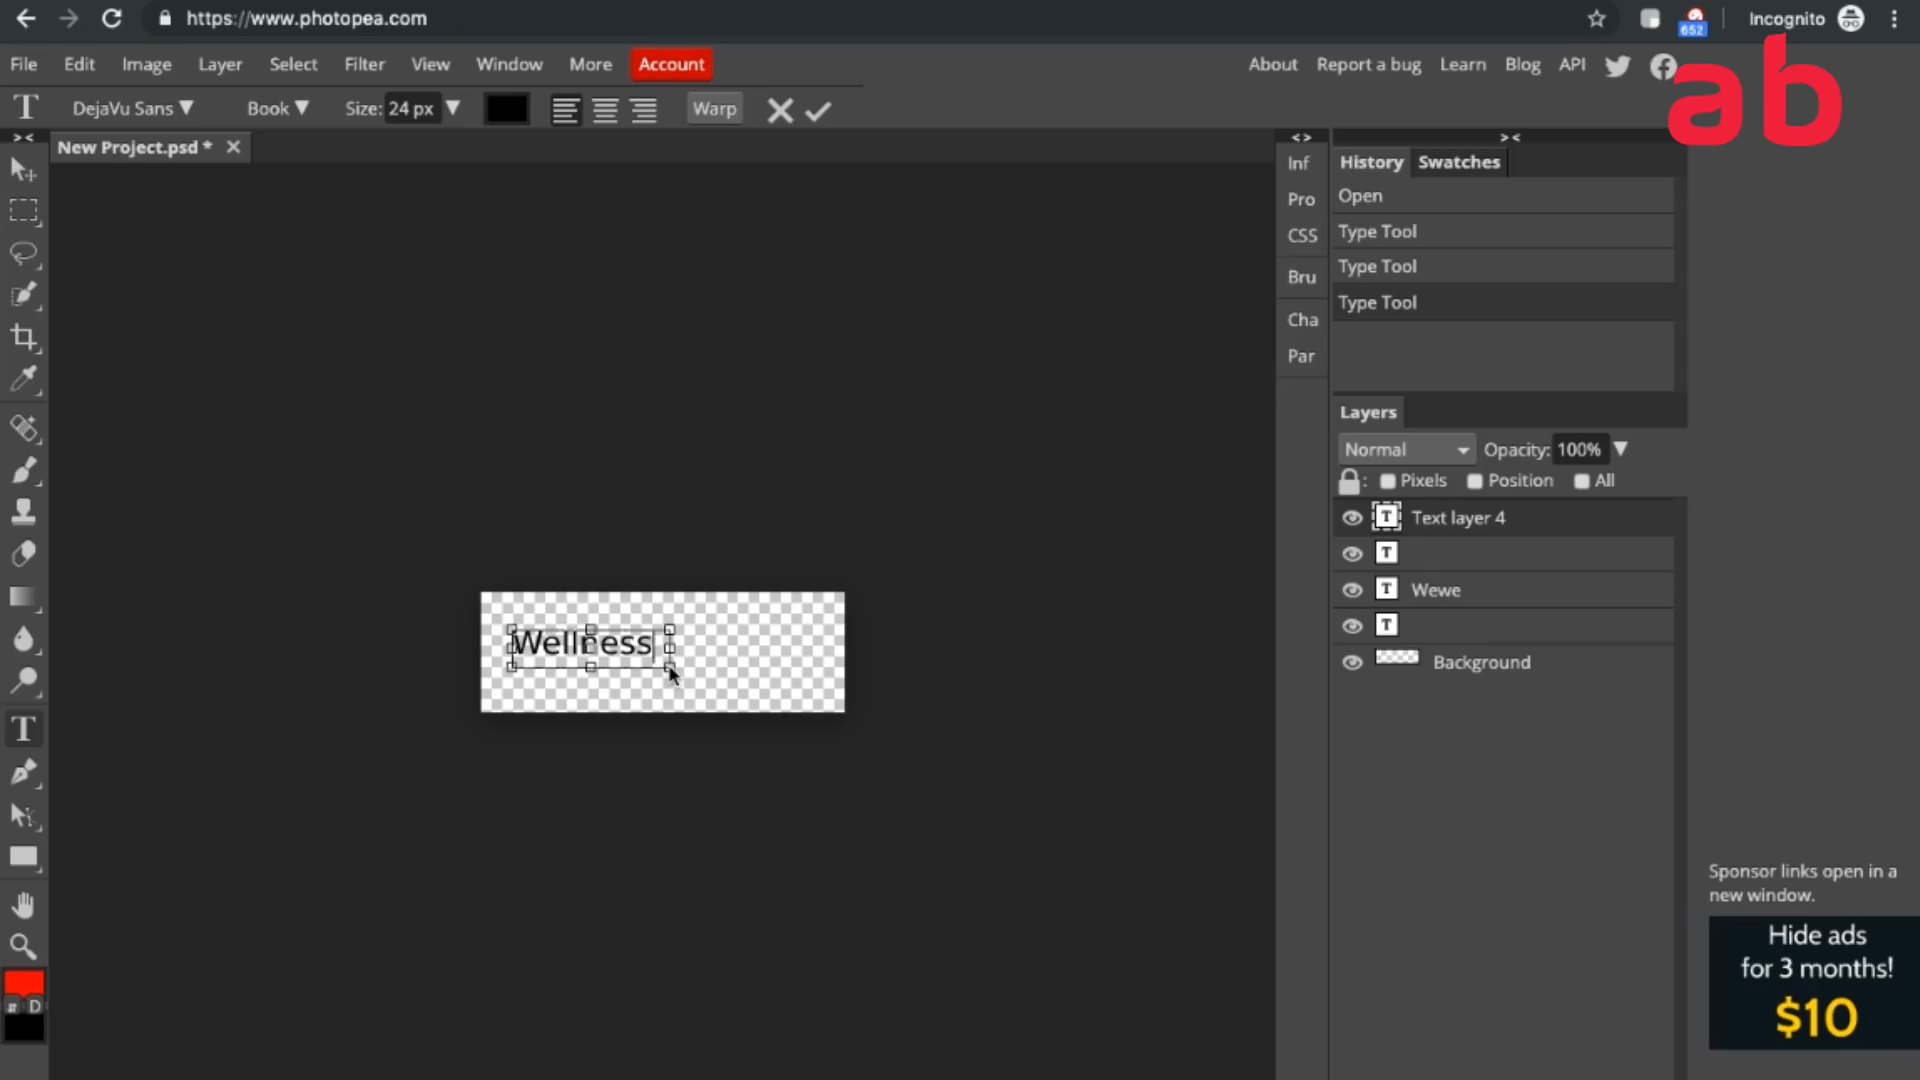 https://www.photopea.com
652
Incognito
File Edit Image Layer Select Filter View Window More Account
About Report a bug Learn Blog API
ab
T DejaVu Sans Book Size: 24 px Warp
New Project.psd *
Inf
Pro
CSS
Bru
Cha
Par
History Swatches
Open
Type Tool
Type Tool
Type Tool
Layers
Normal Opacity: 100%
: Pixels Position All
T Text layer 4
T
T Wewe
T
Background
Wellness
T
D
Sponsor links open in a
new window.
Hide ads
for 3 months!
$10